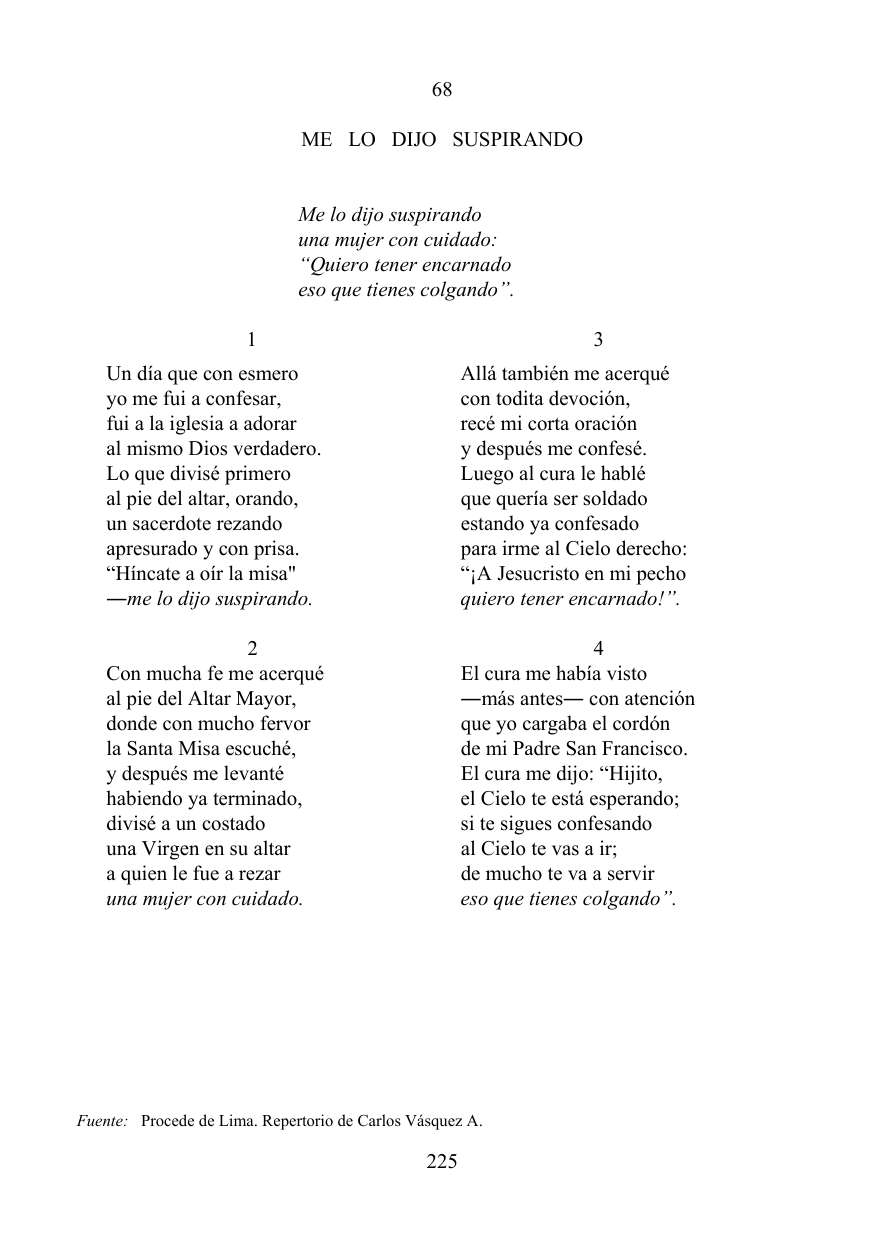 68
ME LO DIJO SUSPIRANDO
Me lo dijo suspirando
una mujer con cuidado:
“Quiero tener encarnado
eso que tienes colgando”.
1
Un día que con esmero
yo me fui a confesar,
fui a la iglesia a adorar
al mismo Dios verdadero.
Lo que divisé primero
al pie del altar, orando,
un sacerdote rezando
apresurado y con prisa.
“Híncate a oír la misa"
—me lo dijo suspirando.
2
Con mucha fe me acerqué
al pie del Altar Mayor,
donde con mucho fervor
la Santa Misa escuché,
y después me levanté
habiendo ya terminado,
divisé a un costado
una Virgen en su altar
a quien le fue a rezar
una mujer con cuidado.
3
Allá también me acerqué
con todita devoción,
recé mi corta oración
y después me confesé.
Luego al cura le hablé
que quería ser soldado
estando ya confesado
para irme al Cielo derecho:
“¡A Jesucristo en mi pecho
quiero tener encarnado!”.
4
El cura me había visto
—más antes— con atención
que yo cargaba el cordón
de mi Padre San Francisco.
El cura me dijo: “Hijito,
el Cielo te está esperando;
si te sigues confesando
al Cielo te vas a ir;
de mucho te va a servir
eso que tienes colgando”.
Fuente: Procede de Lima. Repertorio de Carlos Vásquez A.
225